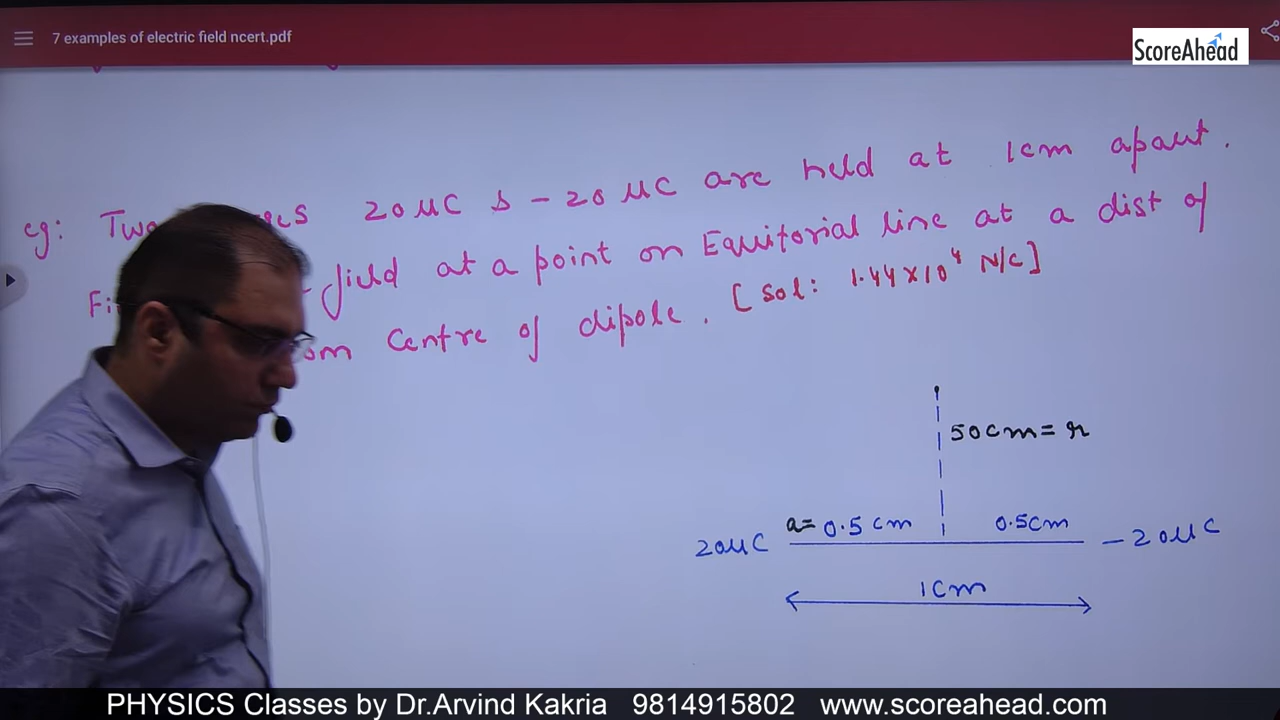 7 examples of electric field ncert.pdf
ScoreAhead
eg: Two 20 μC & - 20 μC are held at 1cm apart.
field at a point on Equitorial line at a dist of
Centre of dipole. [Sol: 1.44×10⁴ N/C]
50cm = r
a= 0.5 cm 0.5cm
20μC - 20μC
1cm
PHYSICS Classes by Dr.Arvind Kakria 9814915802 www.scoreahead.com